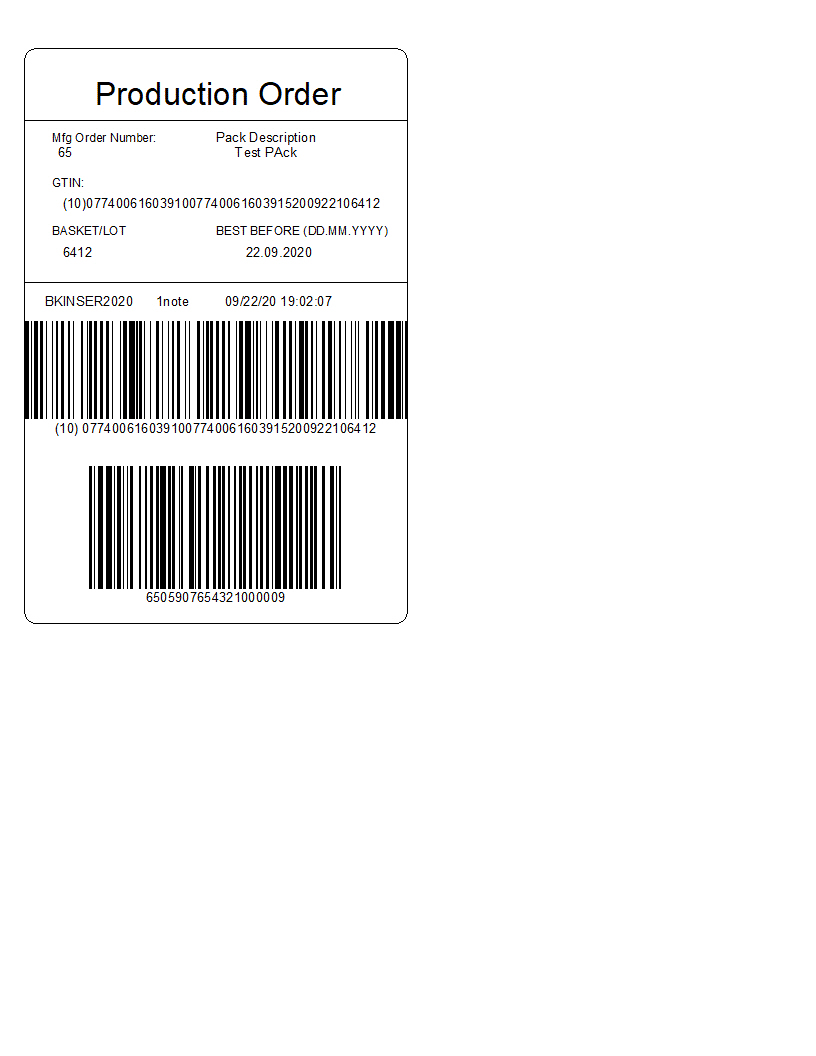 Production Order
Mfg Order Number: Pack Description
65 Test PAck
GTIN:
(10)0774006160391007740061603915200922106412
BASKET/LOT BEST BEFORE (DD.MM.YYYY)
6412 22.09.2020
BKINSER2020 1note 09/22/20 19:02:07
(10) 0774006160391007740061603915200922106412
6505907654321000009